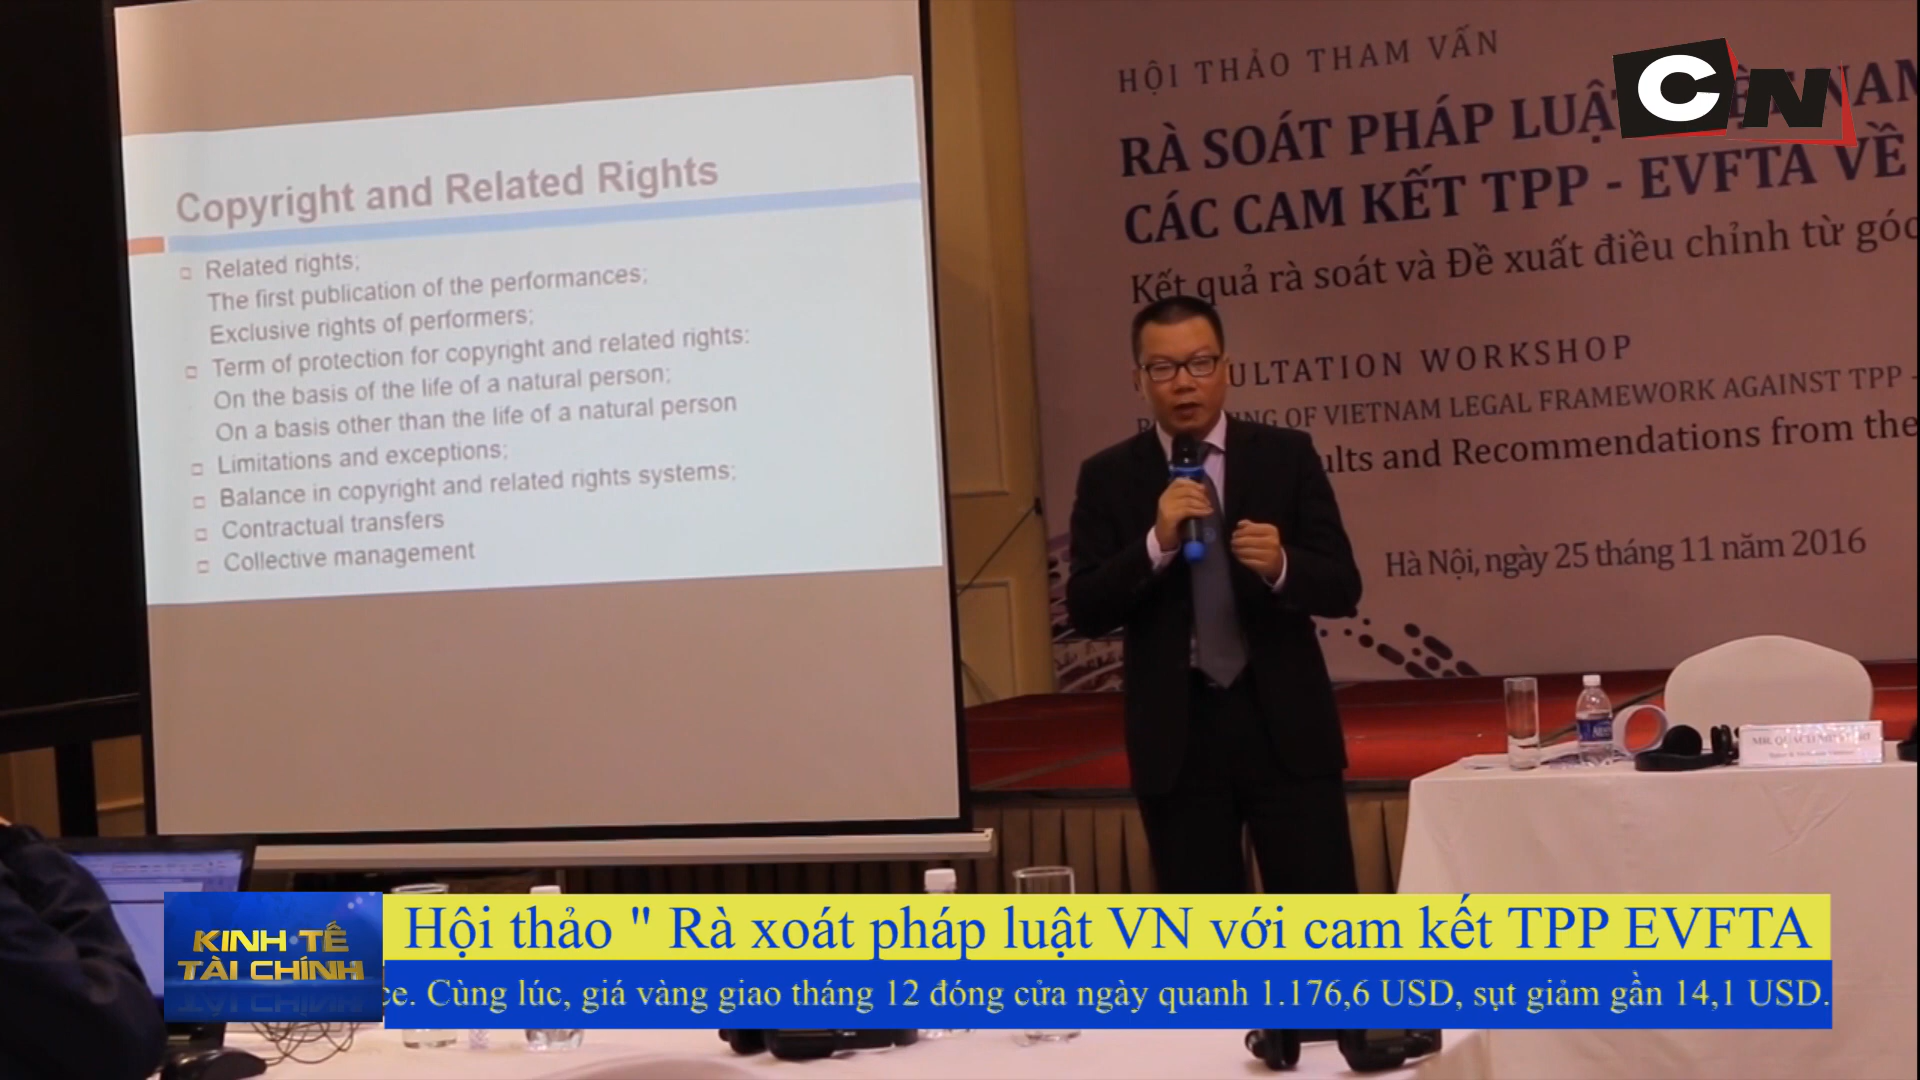 Copyright and Related Rights
Related rights;
The first publication of the performances;
Exclusive rights of performers;
Term of protection for copyright and related rights:
On the basis of the life of a natural person;
On a basis other than the life of a natural person
Limitations and exceptions;
Balance in copyright and related rights systems;
Contractual transfers
Collective management
HỘI THẢO THAM VẤN
RÀ SOÁT PHÁP LUẬT NAM
CÁC CAM KẾT TPP - EVFTA VỀ
Kết quả rà soát và Đề xuất điều chỉnh từ góc
ULTATION WORKSHOP
NG OF VIETNAM LEGAL FRAMEWORK AGAINST TPP -
ults and Recommendations from the
Hà Nội, ngày 25 tháng 11 năm 2016
CN
MR.
KINH TẾ
TÀI CHÍNH
Hội thảo " Rà xoát pháp luật VN với cam kết TPP EVFTA
ce. Cùng lúc, giá vàng giao tháng 12 đóng cửa ngày quanh 1.176,6 USD, sụt giảm gần 14,1 USD.